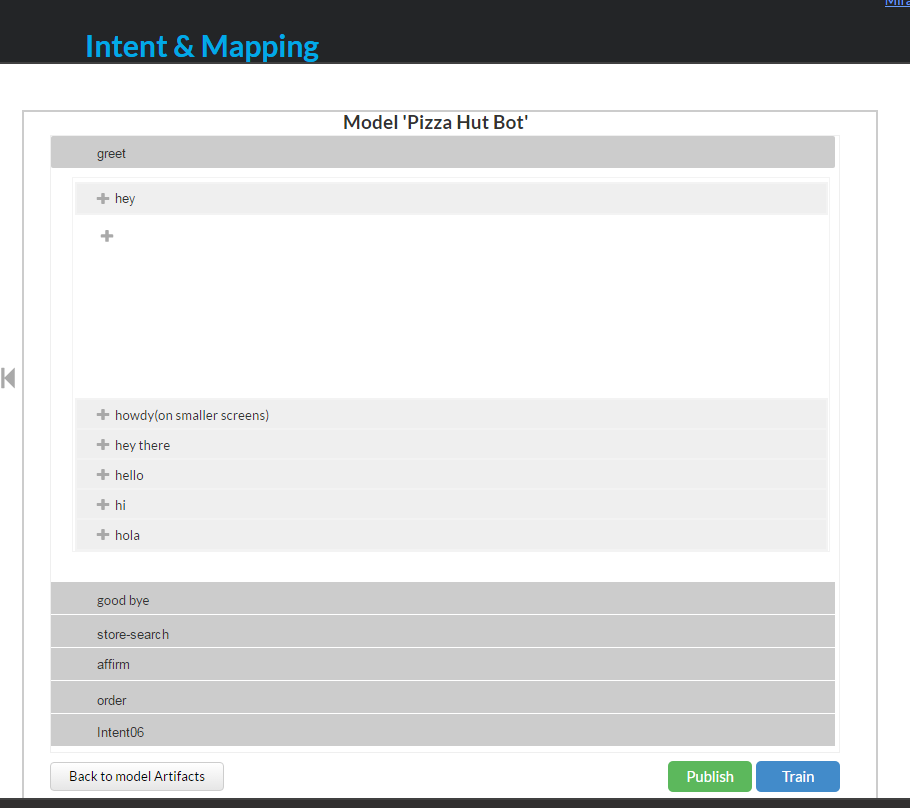 Intent & Mapping
Model 'Pizza Hut Bot'
greet
hey
howdy(on smaller screens)
hey there
hello
hi
hola
good bye
store-search
affirm
order
Intent06
Back to model Artifacts
Publish
Train